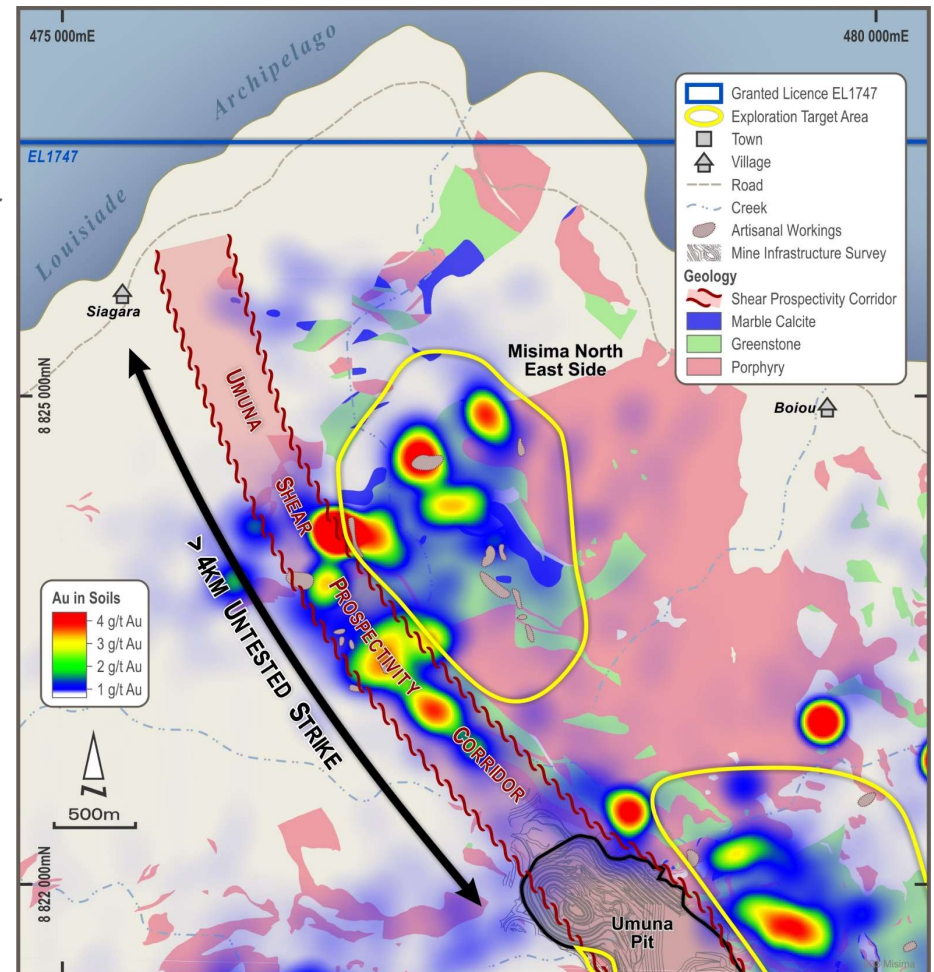 475 000mE
480 000mE
Louisiade Archipelago
EL1747
Granted Licence EL1747
Exploration Target Area
Town
Village
Road
Creek
Artisanal Workings
Mine Infrastructure Survey
Geology
Shear Prospectivity Corridor
Marble Calcite
Greenstone
Porphyry
Siagara
Misima North
East Side
8 825 000mN
Boiou
UMUNA SHEAR PROSPECTIVITY CORRIDOR
> 4KM UNTESTED STRIKE
Au in Soils
4 g/t Au
3 g/t Au
2 g/t Au
1 g/t Au
N
500m
8 822 000mN
Umuna
Pit